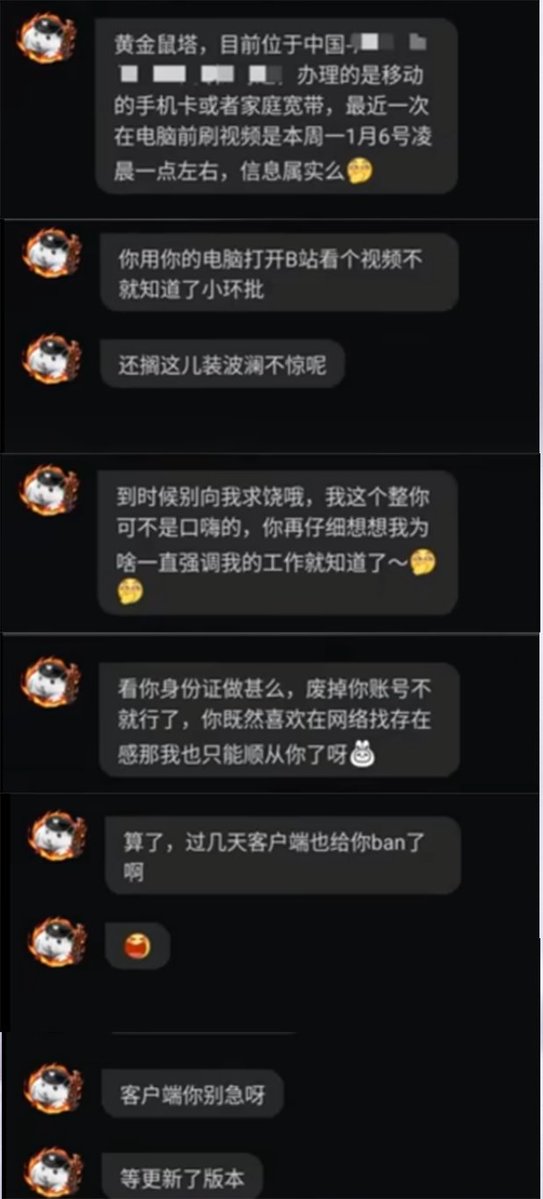 黄金鼠塔，目前位于中国-
办理的是移动
的手机卡或者家庭宽带，最近一次
在电脑前刷视频是本周一1月6号凌
晨一点左右，信息属实么🤔
你用你的电脑打开B站看个视频不
就知道了小环批
还搁这儿装波澜不惊呢
到时候别向我求饶哦，我这个整你
可不是口嗨的，你再仔细想想我为
啥一直强调我的工作就知道了～🤔
🤔
看你身份证做甚么，废掉你账号不
就行了，你既然喜欢在网络找存在
感那我也只能顺从你了呀
算了，过几天客户端也给你ban了
啊
客户端你别急呀
等更新了版本